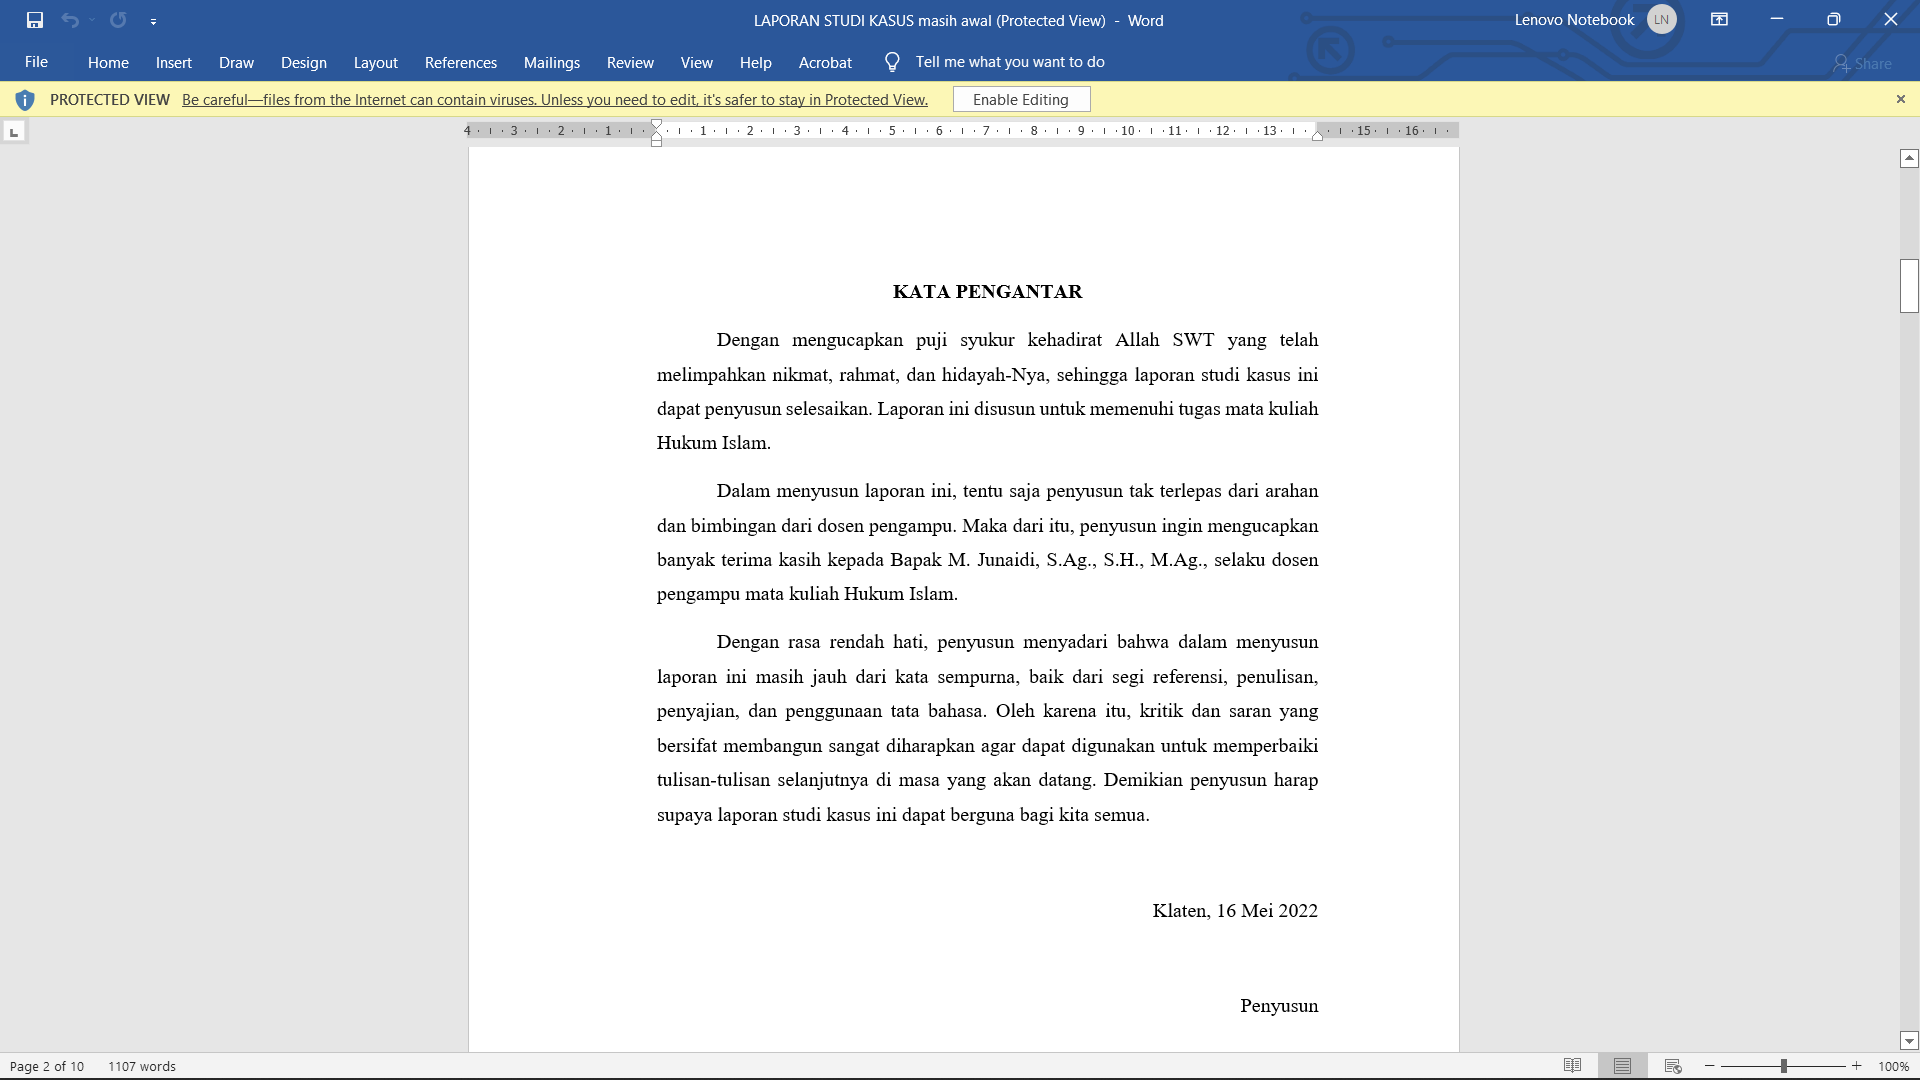 LAPORAN STUDI KASUS masih awal (Protected View) - Word
Lenovo Notebook LN
File Home Insert Draw Design Layout References Mailings Review View Help Acrobat Tell me what you want to do Share
PROTECTED VIEW Be careful—files from the Internet can contain viruses. Unless you need to edit, it's safer to stay in Protected View. Enable Editing
4 3 2 1 1 2 3 4 5 6 7 8 9 10 11 12 13 15 16
KATA PENGANTAR
Dengan mengucapkan puji syukur kehadirat Allah SWT yang telah
melimpahkan nikmat, rahmat, dan hidayah-Nya, sehingga laporan studi kasus ini
dapat penyusun selesaikan. Laporan ini disusun untuk memenuhi tugas mata kuliah
Hukum Islam.
Dalam menyusun laporan ini, tentu saja penyusun tak terlepas dari arahan
dan bimbingan dari dosen pengampu. Maka dari itu, penyusun ingin mengucapkan
banyak terima kasih kepada Bapak M. Junaidi, S.Ag., S.H., M.Ag., selaku dosen
pengampu mata kuliah Hukum Islam.
Dengan rasa rendah hati, penyusun menyadari bahwa dalam menyusun
laporan ini masih jauh dari kata sempurna, baik dari segi referensi, penulisan,
penyajian, dan penggunaan tata bahasa. Oleh karena itu, kritik dan saran yang
bersifat membangun sangat diharapkan agar dapat digunakan untuk memperbaiki
tulisan-tulisan selanjutnya di masa yang akan datang. Demikian penyusun harap
supaya laporan studi kasus ini dapat berguna bagi kita semua.
Klaten, 16 Mei 2022
Penyusun
Page 2 of 10 1107 words 100%